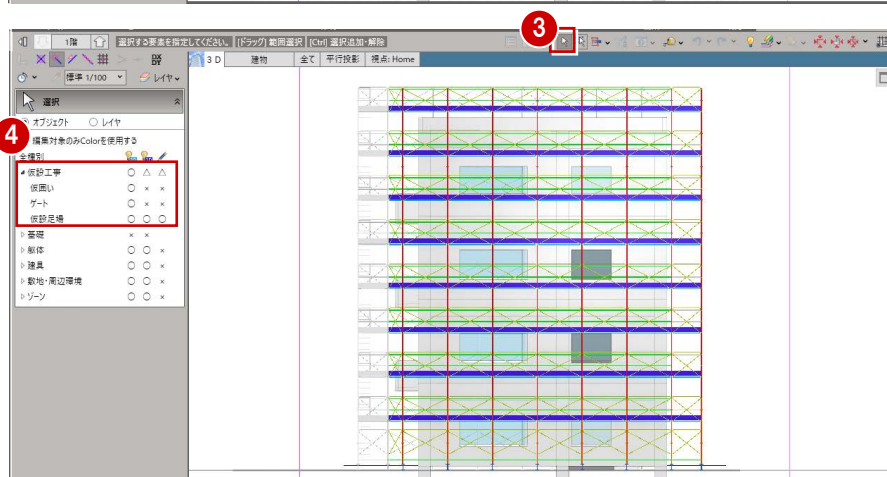 3
1階 選択する要素を指定してください。 [[ドラッグ] 範囲選択 | [Ctrl] 選択追加・解除
3 D 建物 全て 平行投影 視点: Home
標準 1/100 レイヤ
選択
4
オブジェクト レイヤ
編集対象のみColorを使用する
全種別
仮設工事 ○ △ △
仮囲い ○ × ×
ゲート ○ × ×
仮設足場 ○ ○ ○
基礎 × ×
躯体 ○ ○ ×
建具 ○ ○ ×
敷地・周辺環境 ○ ○ ×
ゾーン ○ ○ ×